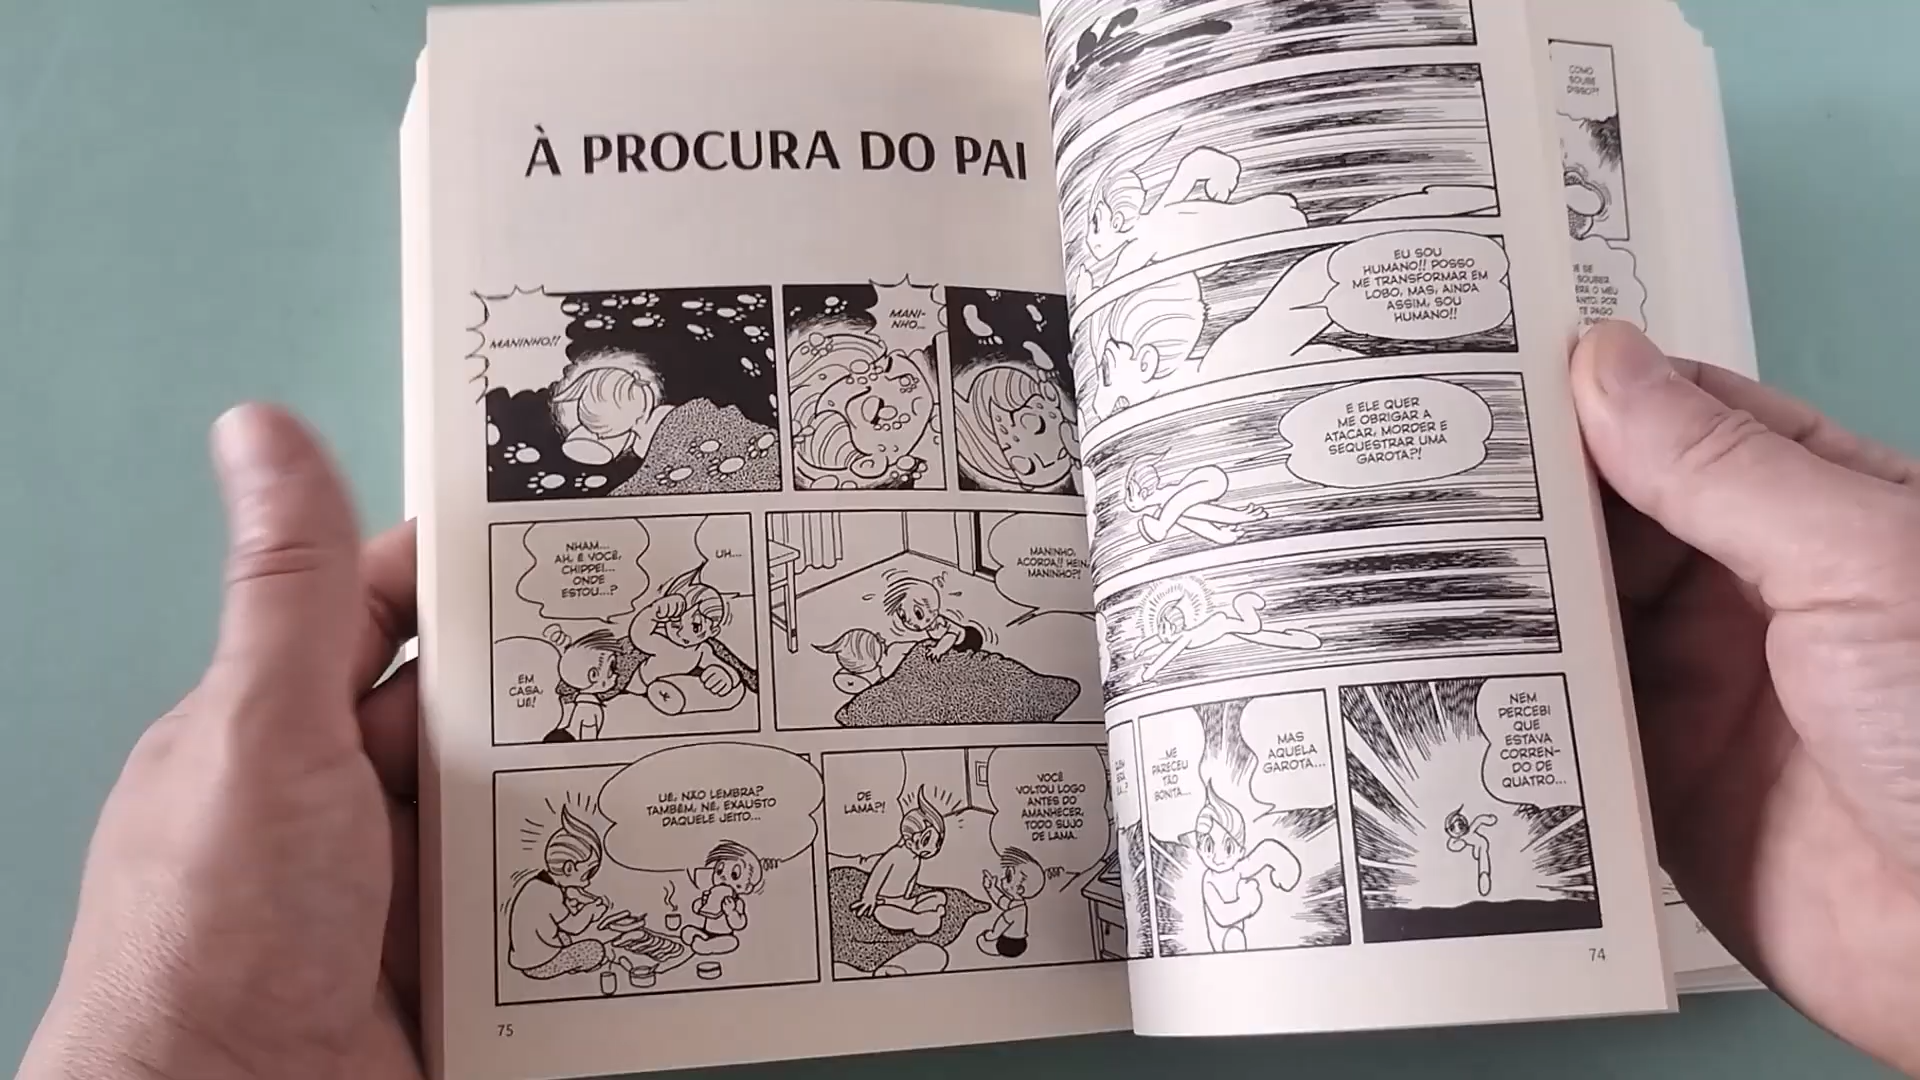 COMO
SOUBE
DISSO?!
EU SOU
HUMANO!! POSSO
ME TRANSFORMAR EM
LOBO, MAS, AINDA
ASSIM, SOU
HUMANO!!
E ELE QUER
ME OBRIGAR A
ATACAR, MORDER E
SEQUESTRAR UMA
GAROTA?!
NEM
PERCEBI
QUE
ESTAVA
CORREN-
DO DE
QUATRO...
MAS
AQUELA
GAROTA...
...ME
PARECEU
TÃO
BONITA...
74
À PROCURA DO PAI
MANINHO!!
MANI-
NHO...
MANINHO,
ACORDA!! HEIN,
MANINHO?!
UH...
NHAM...
AH, É VOCÊ,
CHIPPEI...
ONDE
ESTOU...?
EM
CASA,
UÉ!
VOCÊ
VOLTOU LOGO
ANTES DO
AMANHECER,
TODO SUJO
DE LAMA.
DE
LAMA?!
UÉ, NÃO LEMBRA?
TAMBÉM, NÉ, EXAUSTO
DAQUELE JEITO...
75